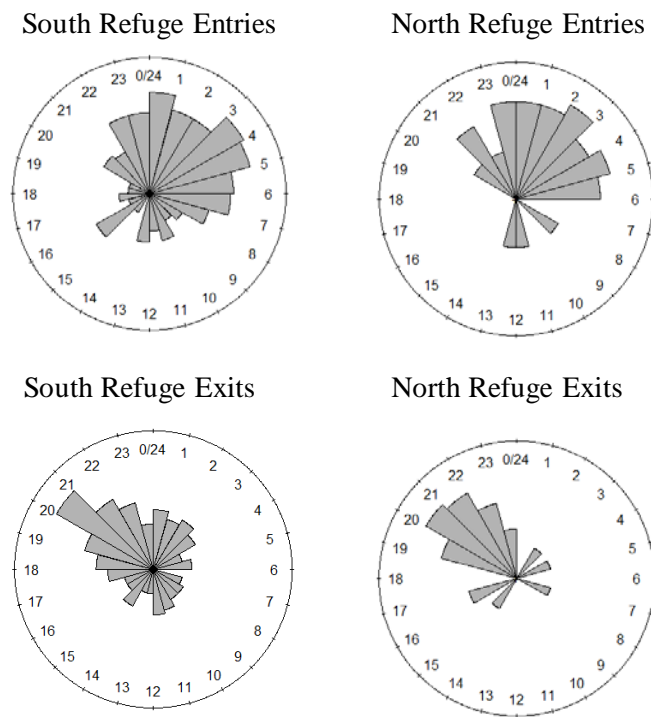 South Refuge Entries
0/24 1 2 3 4 5 6 7 8 9 10 11 12 13 14 15 16 17 18 19 20 21 22 23
North Refuge Entries
0/24 1 2 3 4 5 6 7 8 9 10 11 12 13 14 15 16 17 18 19 20 21 22 23
South Refuge Exits
0/24 1 2 3 4 5 6 7 8 9 10 11 12 13 14 15 16 17 18 19 20 21 22 23
North Refuge Exits
0/24 1 2 3 4 5 6 7 8 9 10 11 12 13 14 15 16 17 18 19 20 21 22 23